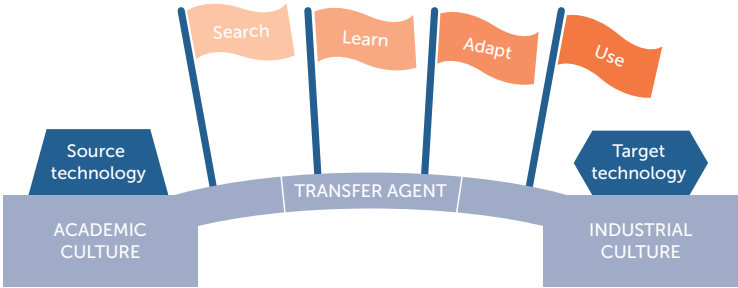 Search
Learn
Adapt
Use
Source
technology
Target
technology
TRANSFER AGENT
ACADEMIC
CULTURE
INDUSTRIAL
CULTURE